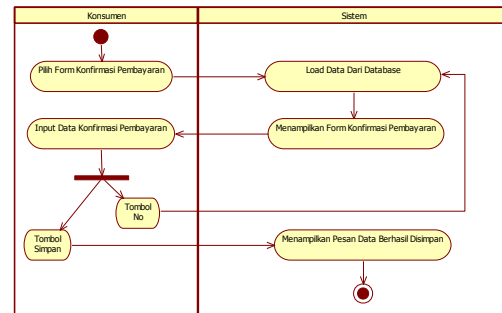 Konsumen
Sistem
Pilih Form Konfirmasi Pembayaran
Load Data Dari Database
Input Data Konfirmasi Pembayaran
Menampilkan Form Konfirmasi Pembayaran
Tombol
No
Tombol
Simpan
Menampilkan Pesan Data Berhasil Disimpan